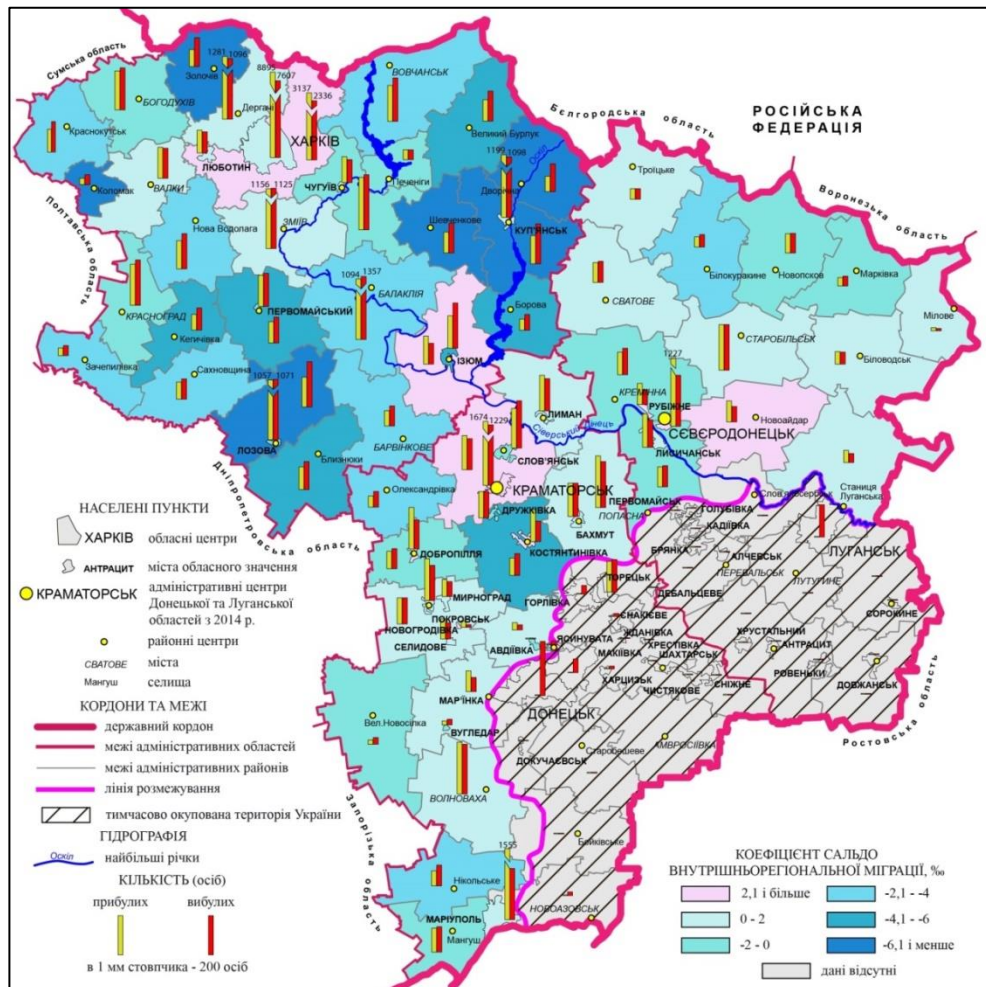 Сумська область
Бєлгородська область
РОСІЙСЬКА
ФЕДЕРАЦІЯ
Воронезька область
Полтавська область
Дніпропетровська область
Запорізька область
Ростовська область
1281
1096
Золочів
БОГОДУХІВ
Краснокутськ
8895
7607
Дергачі
3137
2336
ХАРКІВ
ВОВЧАНСЬК
Великий Бурлук
Оскіл
1199
1098
Дворічна
ЛЮБОТИН
Коломак
ВАЛКИ
1156
1125
ЧУГУЇВ
Печеніги
Нова Водолага
ЗМІЇВ
Шевченкове
КУП'ЯНСЬК
Троїцьке
Білокуракине
Новопсков
Марківка
Мілове
СВАТОВЕ
СТАРОБІЛЬСЬК
Біловодськ
1094
1357
БАЛАКЛІЯ
КРАСНОГРАД
ПЕРВОМАЙСЬКИЙ
Кегичівка
Зачепилівка
Сахновщина
Борова
ІЗЮМ
1057
1071
ЛОЗОВА
Близнюки
БАРВІНКОВЕ
1227
КРЕМІННА
РУБІЖНЕ
СЄВЄРОДОНЕЦЬК
Новоайдар
ЛИМАН
Сіверський Донець
ЛИСИЧАНСЬК
1674
1229
СЛОВ'ЯНСЬК
КРАМАТОРСЬК
Олександрівка
ДРУЖКІВКА
БАХМУТ
ПЕРВОМАЙСЬК
ПОПАСНА
Станиця
Луганська
ГОЛУБІВКА
КАДІЇВКА
БРЯНКА
АЛЧЕВСЬК
ПЕРЕВАЛЬСЬК
ЛУГАНСЬК
ЛУТУГИНЕ
ДОБРОПІЛЛЯ
КОСТЯНТИНІВКА
ТОРЕЦЬК
ДЕБАЛЬЦЕВЕ
СОРОКИНЕ
МИРНОГРАД
ГОРЛІВКА
ПОКРОВСЬК
НОВОГРОДІВКА
СЕЛИДОВЕ
АВДІЇВКА
ЯСИНУВАТА
ЄНАКІЄВЕ
ЖДАНІВКА
ХРЕСТІВКА
МАКІЇВКА
ШАХТАРСЬК
ХРУСТАЛЬНИЙ
АНТРАЦИТ
РОВЕНЬКИ
ДОВЖАНСЬК
ХАРЦИЗЬК
ЧИСТЯКОВЕ
СНІЖНЕ
МАР'ЇНКА
ДОНЕЦЬК
Вел.Новосілка
ВУГЛЕДАР
Старобешеве
АМВРОСІЇВКА
ДОКУЧАЄВСЬК
ВОЛНОВАХА
Бойківське
1555
Нікольське
МАРІУПОЛЬ
Мангуш
НОВОАЗОВСЬК
НАСЕЛЕНІ ПУНКТИ
ХАРКІВ обласні центри
АНТРАЦИТ міста обласного значення
КРАМАТОРСЬК адміністративні центри
Донецької та Луганської
областей з 2014 р.
районні центри
СВАТОВЕ міста
Мангуш селища
КОРДОНИ ТА МЕЖІ
державний кордон
межі адміністративних областей
межі адміністративних районів
лінія розмежування
тимчасово окупована територія України
ГІДРОГРАФІЯ
Оскіл найбільші річки
КІЛЬКІСТЬ (осіб)
прибулих вибулих
в 1 мм стовпчика - 200 осіб
КОЕФІЦІЄНТ САЛЬДО
ВНУТРІШНЬОРЕГІОНАЛЬНОЇ МІГРАЦІЇ, ‰
2,1 і більше
0 - 2
-2 - 0
-2,1 - -4
-4,1 - -6
-6,1 і менше
дані відсутні